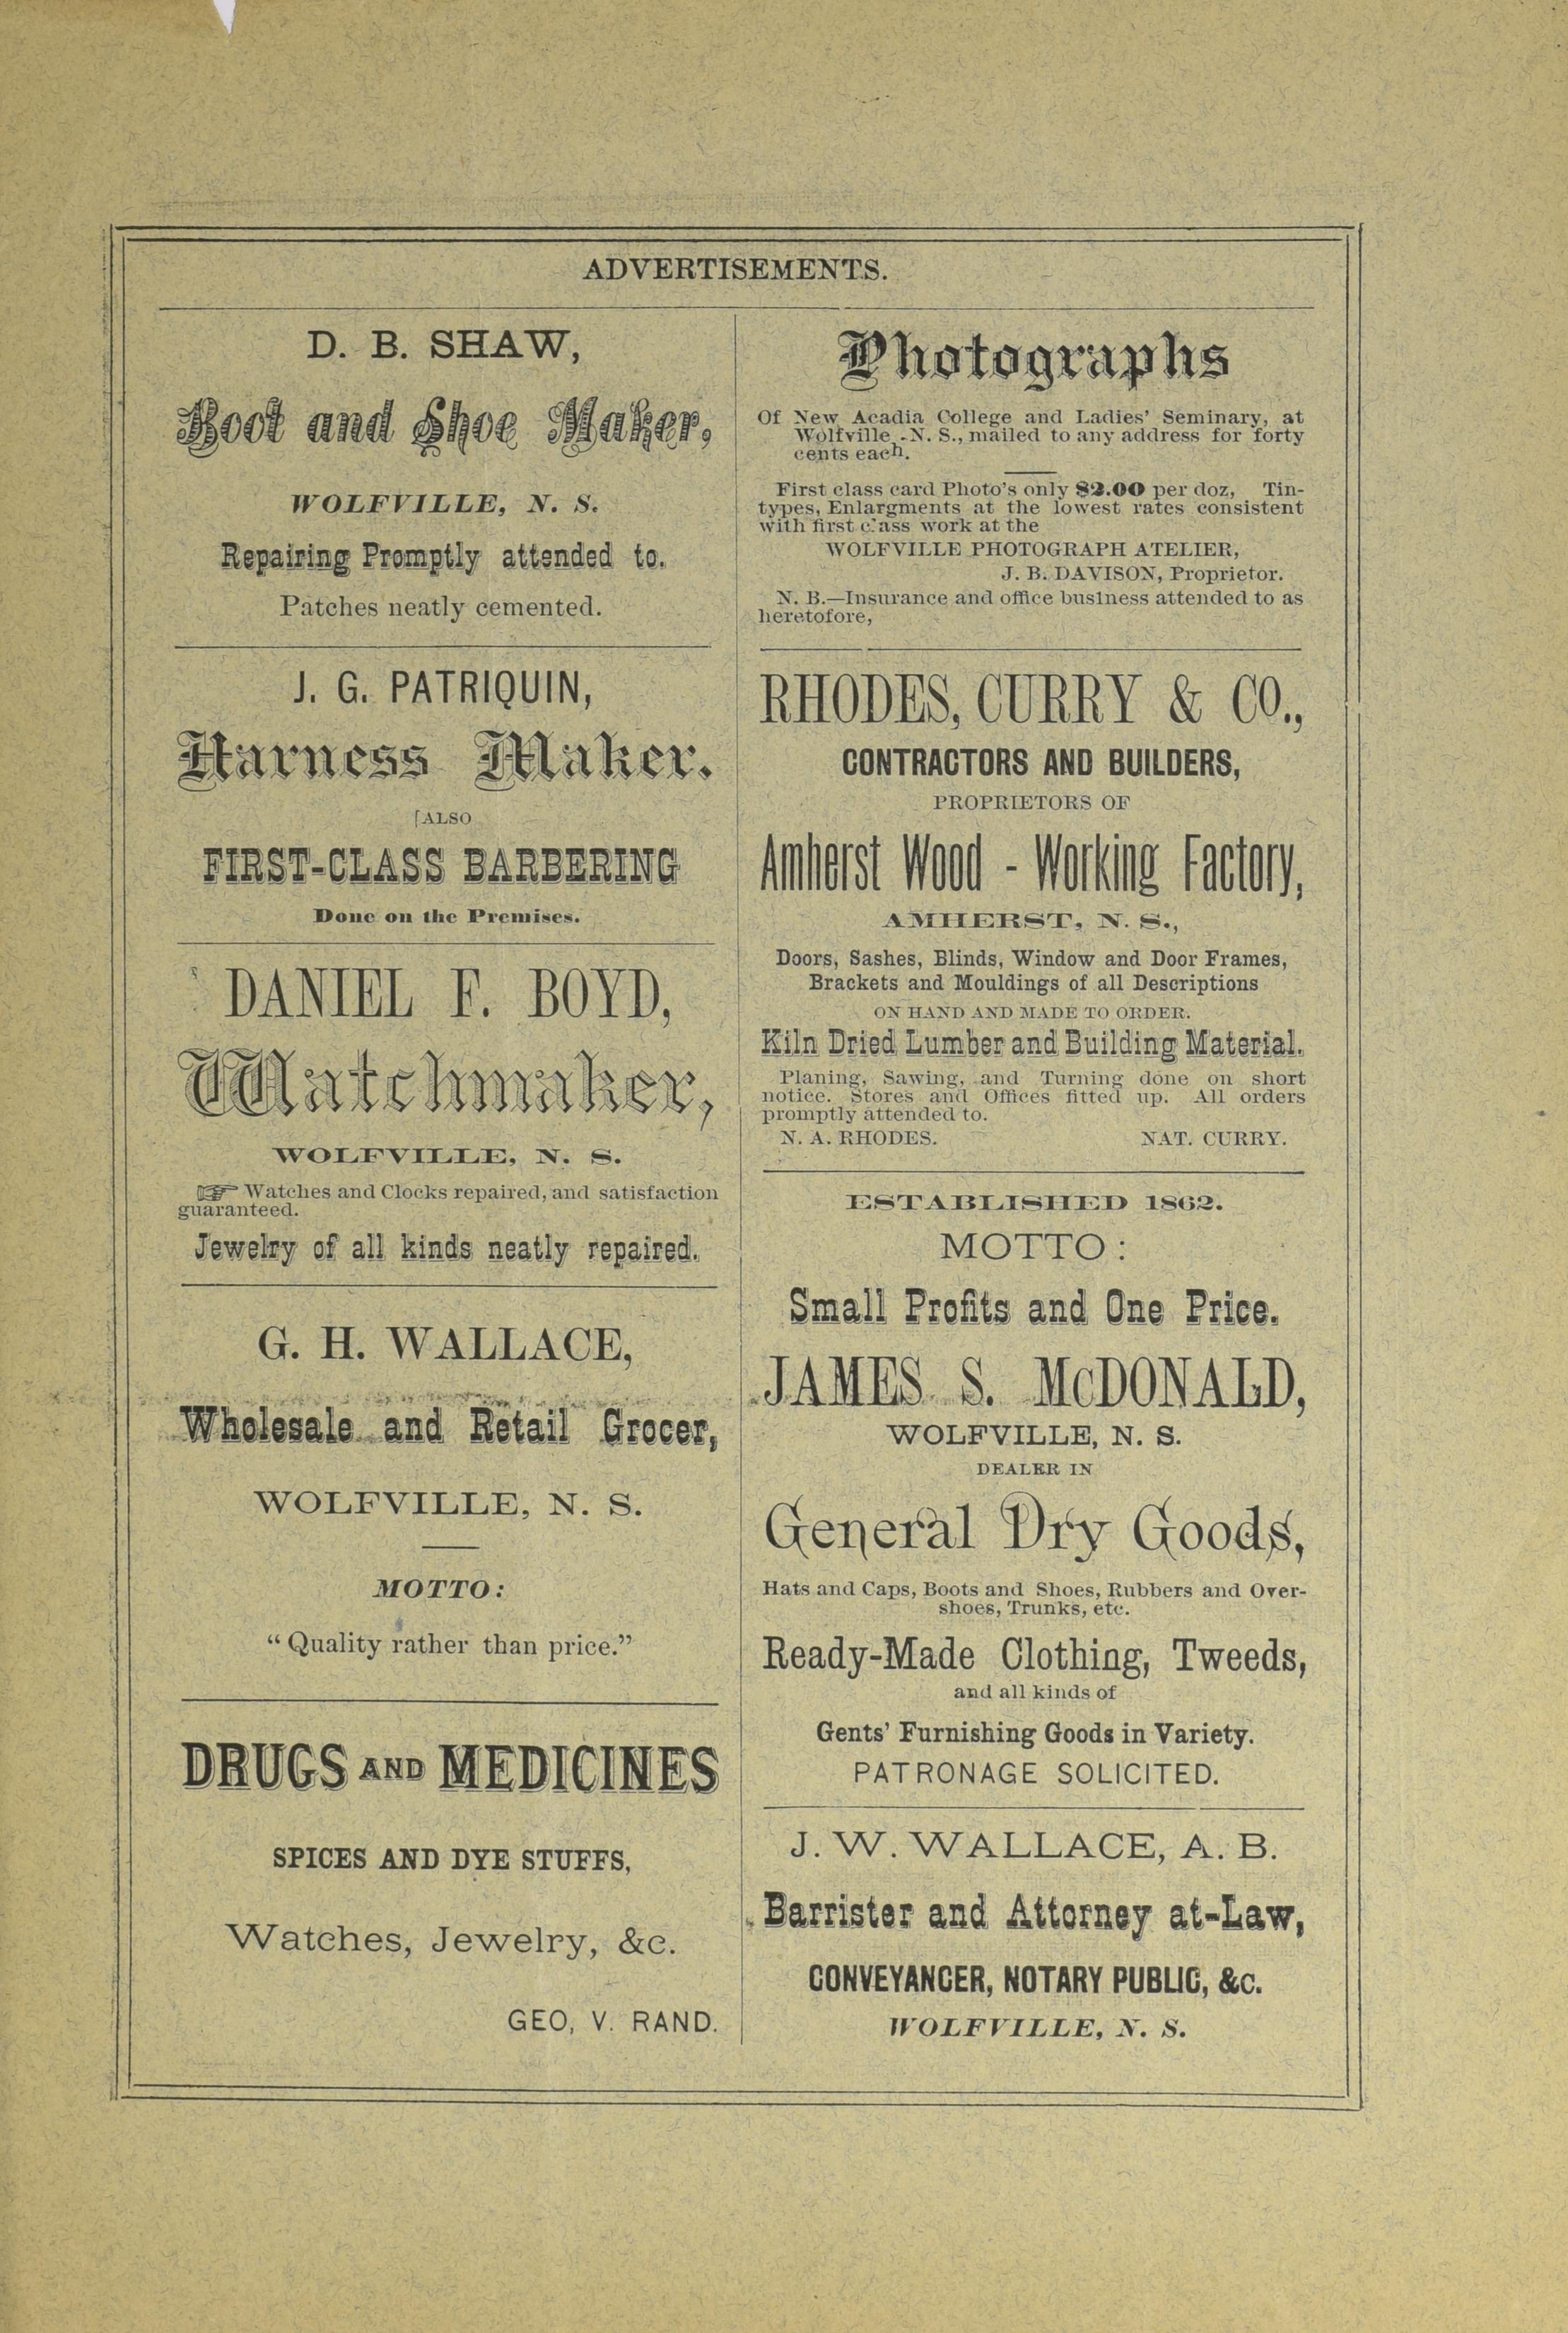 ADVERTISEMENTS.
D. B. SHAW,
Boot and Shoe Maker,
WOLFVILLE, N. S.
Repairing Promptly attended to.
Patches neatly cemented.
J. G. PATRIQUIN,
Harness Maker.
[ALSO
FIRST-CLASS BARBERING
Done on the Premises.
DANIEL F. BOYD,
Watchmaker,
WOLFVILLE, N. S.
☞ Watches and Clocks repaired, and satisfaction
guaranteed.
Jewelry of all kinds neatly repaired.
G. H. WALLACE,
Wholesale and Retail Grocer,
WOLFVILLE, N. S.
MOTTO:
“Quality rather than price.”
DRUGS AND MEDICINES
SPICES AND DYE STUFFS,
Watches, Jewelry, &c.
GEO, V. RAND.
Photographs
Of New Acadia College and Ladies’ Seminary, at
Wolfville, N. S., mailed to any address for forty
cents each.
First class card Photo’s only $2.00 per doz, Tin-
types, Enlargments at the lowest rates consistent
with first class work at the
WOLFVILLE PHOTOGRAPH ATELIER,
J. B. DAVISON, Proprietor.
N. B.—Insurance and office business attended to as
heretofore,
RHODES, CURRY & CO.,
CONTRACTORS AND BUILDERS,
PROPRIETORS OF
Amherst Wood - Working Factory,
AMHERST, N. S.,
Doors, Sashes, Blinds, Window and Door Frames,
Brackets and Mouldings of all Descriptions
ON HAND AND MADE TO ORDER.
Kiln Dried Lumber and Building Material.
Planing, Sawing, and Turning done on short
notice. Stores and Offices fitted up. All orders
promptly attended to.
N. A. RHODES. NAT. CURRY.
ESTABLISHED 1862.
MOTTO:
Small Profits and One Price.
JAMES S. McDONALD,
WOLFVILLE, N. S.
DEALER IN
General Dry Goods,
Hats and Caps, Boots and Shoes, Rubbers and Over-
shoes, Trunks, etc.
Ready-Made Clothing, Tweeds,
and all kinds of
Gents’ Furnishing Goods in Variety.
PATRONAGE SOLICITED.
J. W. WALLACE, A. B.
Barrister and Attorney at-Law,
CONVEYANCER, NOTARY PUBLIC, &c.
WOLFVILLE, N. S.